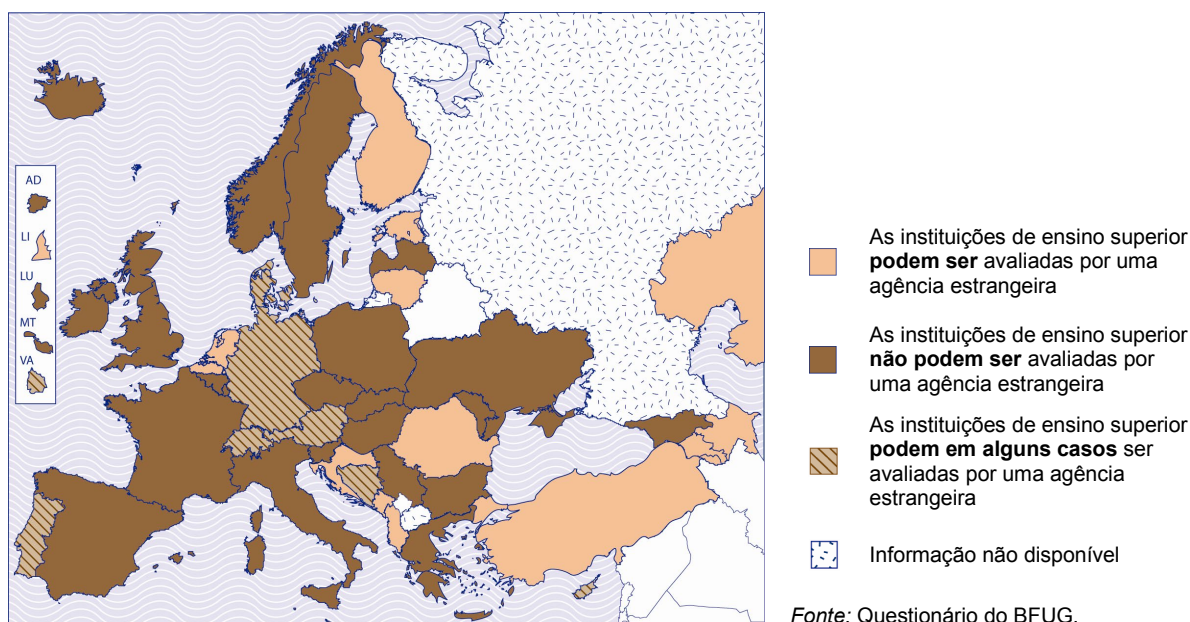 AD
LI
LU
MT
VA
As instituições de ensino superior
podem ser avaliadas por uma
agência estrangeira
As instituições de ensino superior
não podem ser avaliadas por
uma agência estrangeira
As instituições de ensino superior
podem em alguns casos ser
avaliadas por uma agência
estrangeira
Informação não disponível
Fonte: Questionário do BFUG.